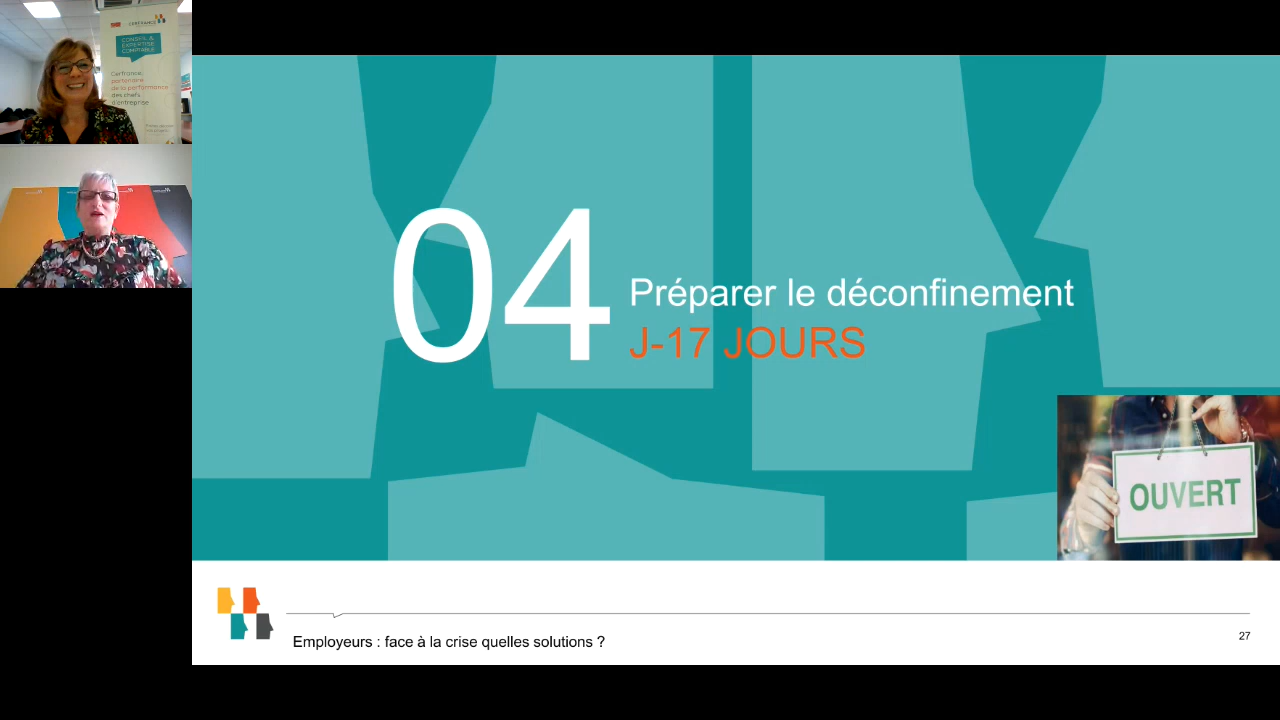 CERFRANCE
CONSEIL &
EXPERTISE
COMPTABLE
Cerfrance,
partenaire
de la performance
des chefs
d'entreprise
04
Préparer le déconfinement
J-17 JOURS
OUVERT
Employeurs : face à la crise quelles solutions ?
27